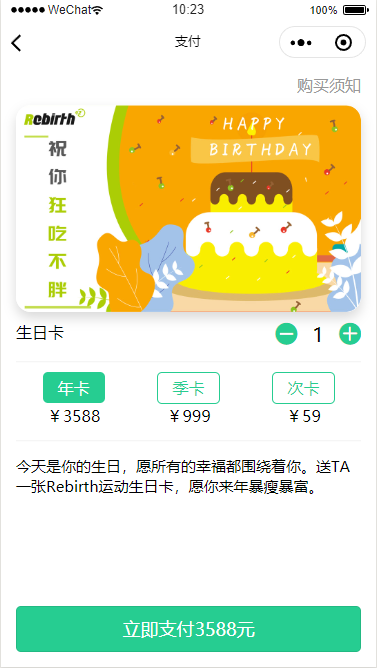 WeChat
10:23
100%
支付
购买须知
Rebirth
HAPPY
BIRTHDAY
祝
你
狂
吃
不
胖
生日卡
1
年卡 季卡 次卡
￥3588 ￥999 ￥59
今天是你的生日，愿所有的幸福都围绕着你。送TA
一张Rebirth运动生日卡，愿你来年暴瘦暴富。
立即支付3588元